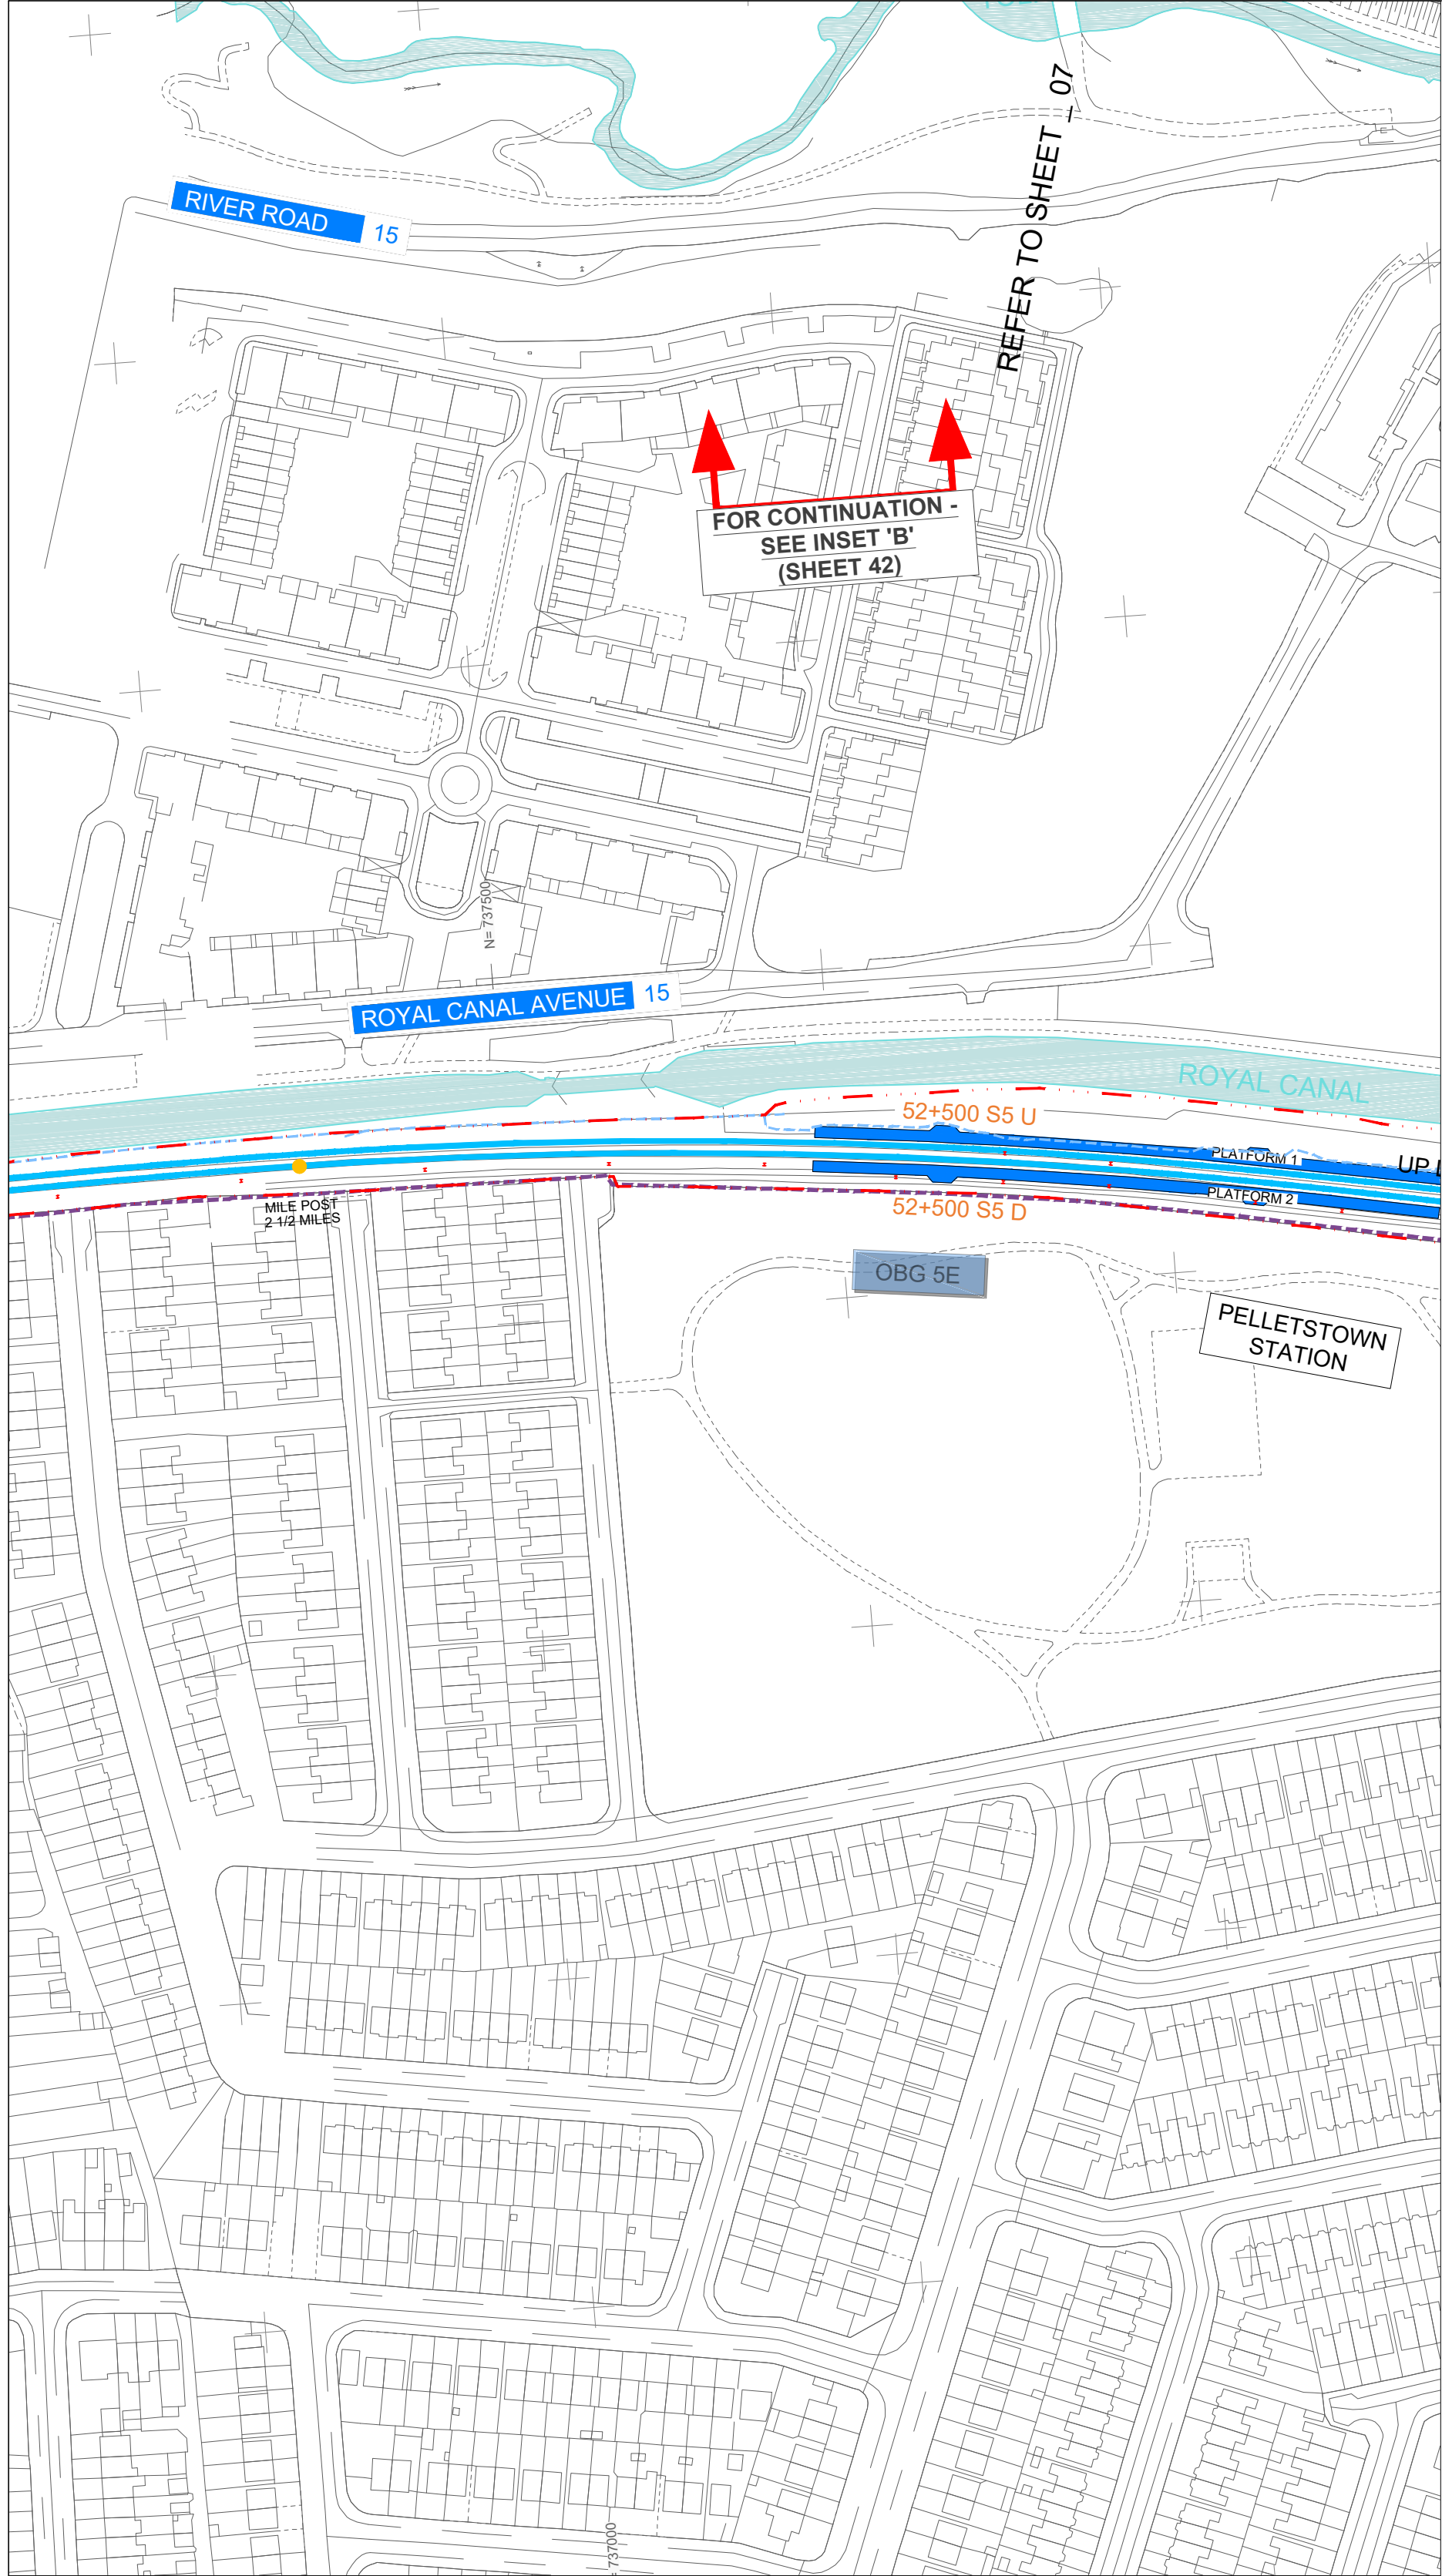 REFER TO SHEET _ 07
RIVER ROAD 15
FOR CONTINUATION -
SEE INSET 'B'
(SHEET 42)
N= 737500
ROYAL CANAL AVENUE 15
ROYAL CANAL
52+500 S5 U
PLATFORM 1
UP
PLATFORM 2
52+500 S5 D
MILE POST
2 1/2 MILES
OBG 5E
PELLETSTOWN
STATION
= 737000